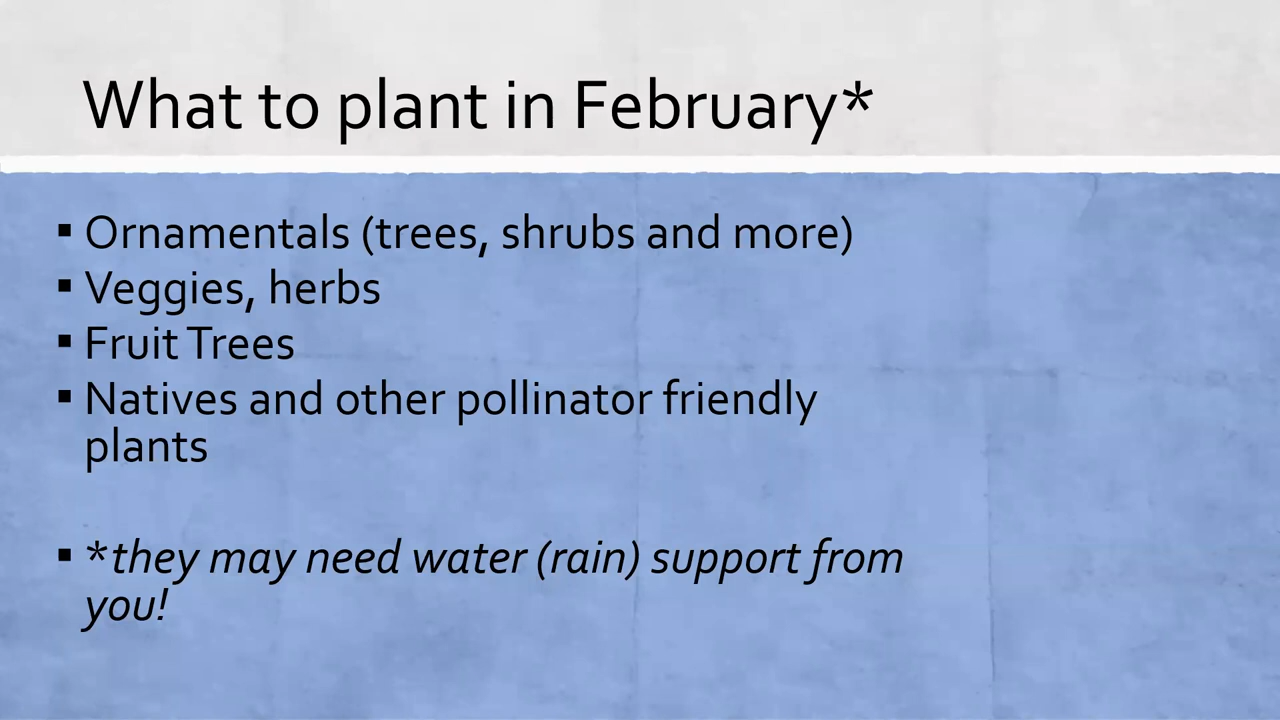 What to plant in February*
▪ Ornamentals (trees, shrubs and more)
▪ Veggies, herbs
▪ Fruit Trees
▪ Natives and other pollinator friendly
plants
▪ *they may need water (rain) support from
you!